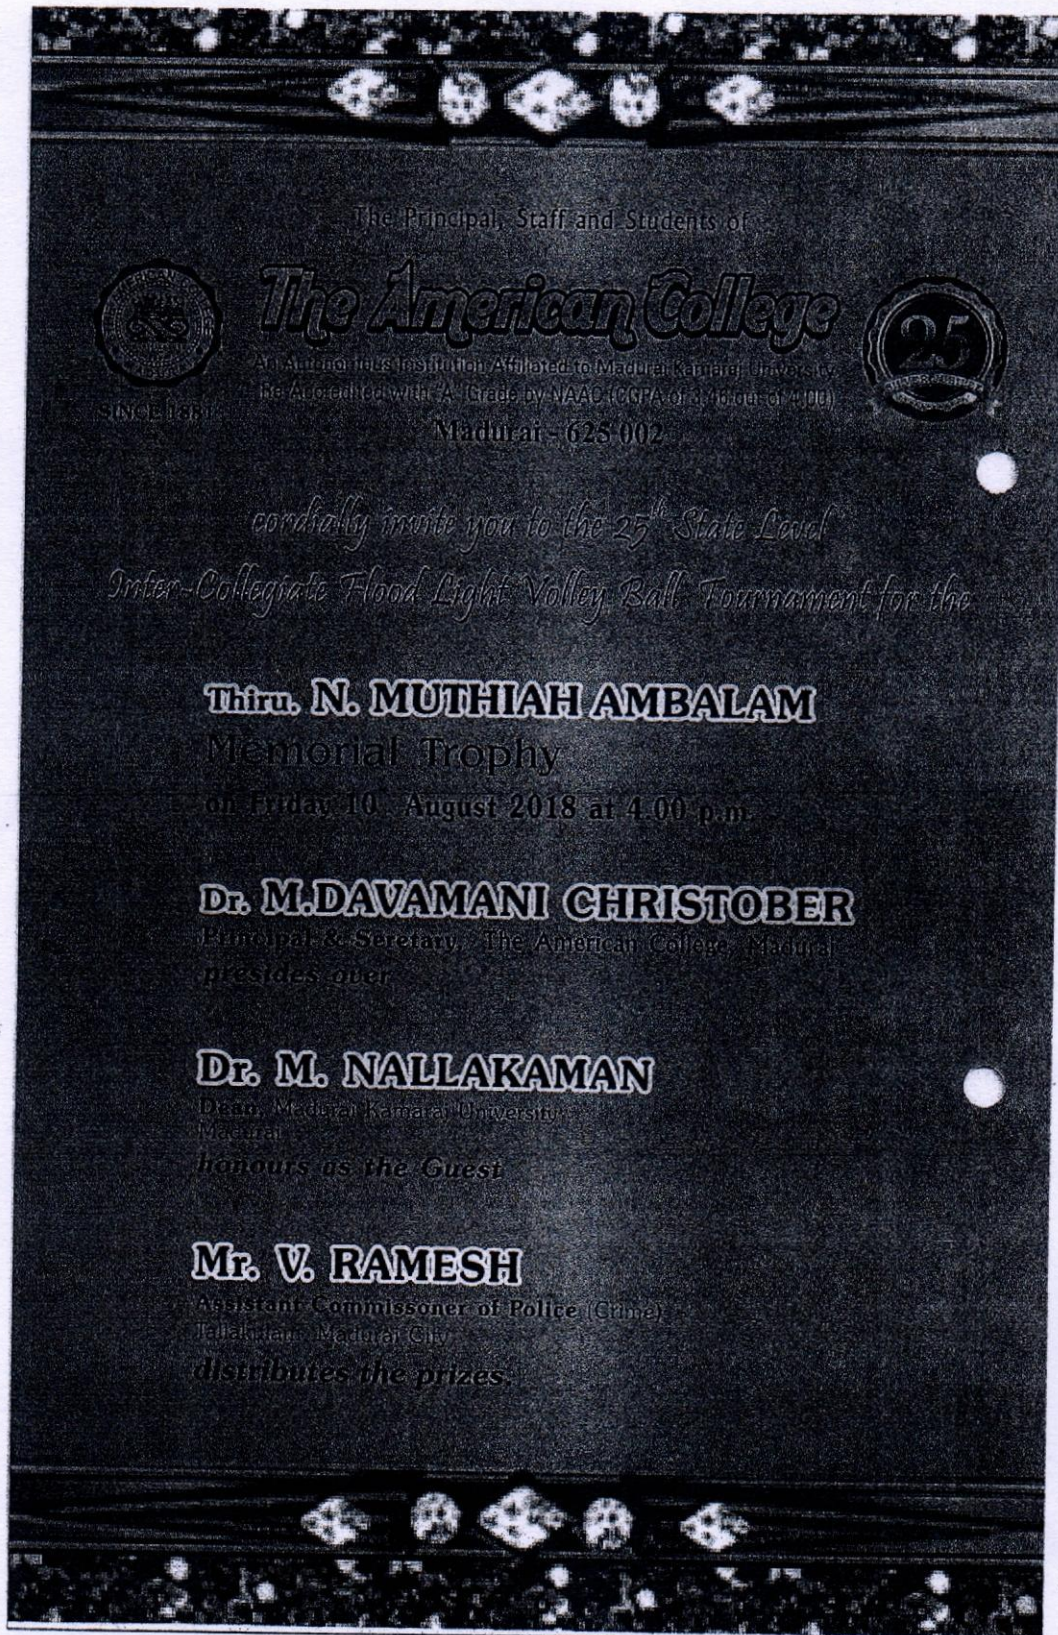 The Principal, Staff and Students of
The American College
SINCE 1881
25
An Autonomous Institution Affiliated to Madurai Kamaraj University
Re-Accredited with "A" Grade by NAAC (CGPA of 3.46 out of 4.00)
Madurai - 625 002
cordially invite you to the 25th State Level
Inter-Collegiate Flood Light Volley Ball Tournament for the
Thiru. N. MUTHIAH AMBALAM
Memorial Trophy
on Friday 10 August 2018 at 4.00 p.m.
Dr. M.DAVAMANI CHRISTOBER
Principal & Seretary, The American College, Madurai
presides over
Dr. M. NALLAKAMAN
Dean, Madurai Kamaraj University
Madurai
honours as the Guest
Mr. V. RAMESH
Assistant Commissoner of Police (Crime)
Tallakulam, Madurai City
distributes the prizes.